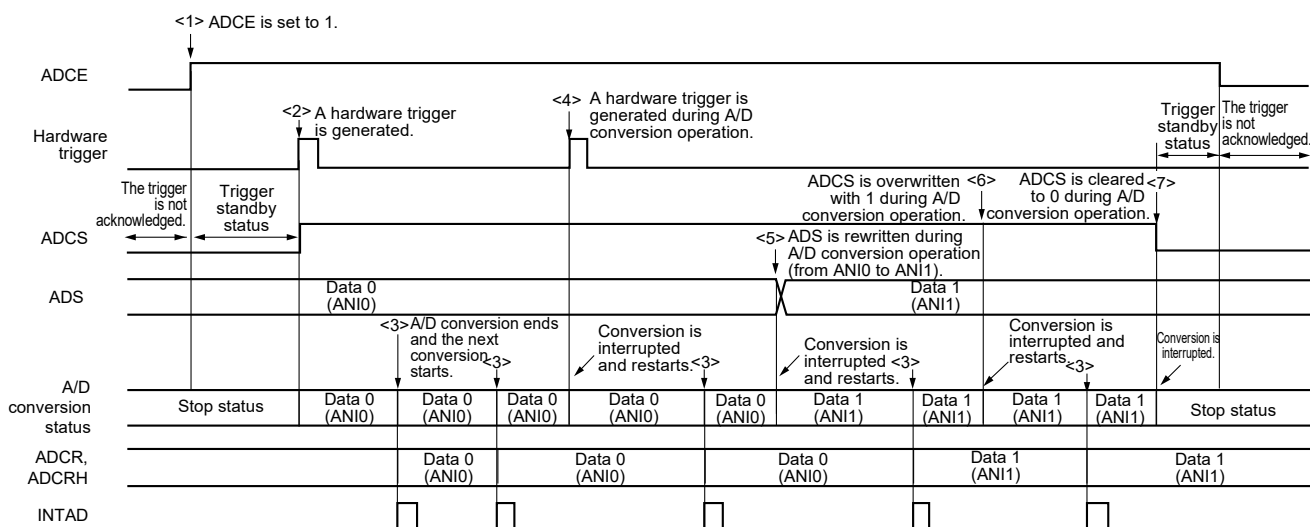 <1> ADCE is set to 1.
ADCE
<2> A hardware trigger
is generated.
<4> A hardware trigger is
generated during A/D
conversion operation.
Trigger
standby
status
The trigger
is not
acknowledged.
Hardware
trigger
The trigger
is not
acknowledged.
Trigger
standby
status
ADCS is overwritten <6>
with 1 during A/D
conversion operation.
ADCS is cleared <7>
to 0 during A/D
conversion operation.
ADCS
<5> ADS is rewritten during
A/D conversion operation
(from ANI0 to ANI1).
ADS
Data 0
(ANI0)
Data 1
(ANI1)
<3> A/D conversion ends
and the next
conversion
starts.
<3>
Conversion is
interrupted
and restarts.
<3>
Conversion is
interrupted <3>
and restarts.
Conversion is
interrupted and
restarts.
<3>
Conversion is
interrupted.
A/D
conversion
status
Stop status
Data 0
(ANI0)
Data 0
(ANI0)
Data 0
(ANI0)
Data 0
(ANI0)
Data 0
(ANI0)
Data 1
(ANI1)
Data 1
(ANI1)
Data 1
(ANI1)
Data 1
(ANI1)
Stop status
ADCR,
ADCRH
Data 0
(ANI0)
Data 0
(ANI0)
Data 0
(ANI0)
Data 1
(ANI1)
Data 1
(ANI1)
INTAD